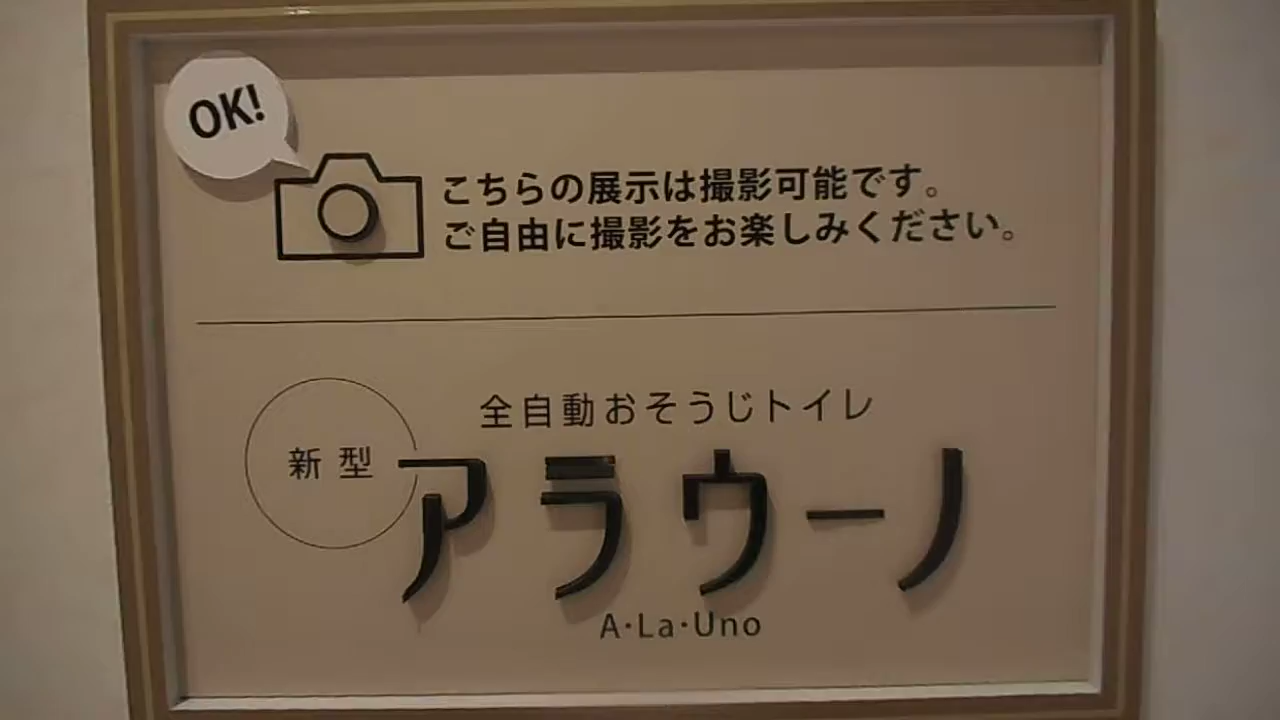 OK!
こちらの展示は撮影可能です。
ご自由に撮影をお楽しみください。
全自動おそうじトイレ
新型
アラウーノ
A·La·Uno